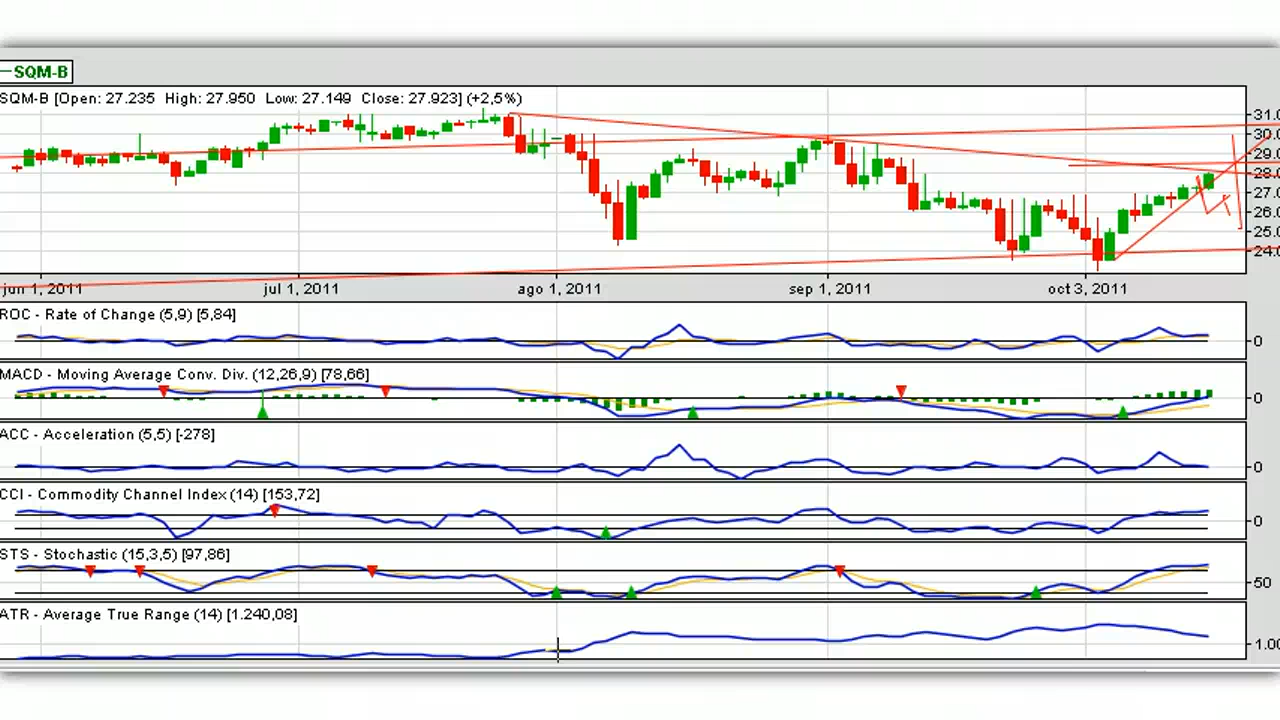 SQM-B
SQM-B [Open: 27.235 High: 27.950 Low: 27.149 Close: 27.923] (+2,5%)
31.0
30.0
29.0
28.0
27.0
26.0
25.0
24.0
jun 1, 2011 jul 1, 2011 ago 1, 2011 sep 1, 2011 oct 3, 2011
ROC - Rate of Change (5,9) [5,84]
0
MACD - Moving Average Conv. Div. (12,26,9) [78,66]
0
ACC - Acceleration (5,5) [-278]
0
CCI - Commodity Channel Index (14) [153,72]
0
STS - Stochastic (15,3,5) [97,86]
50
ATR - Average True Range (14) [1.240,08]
1.00